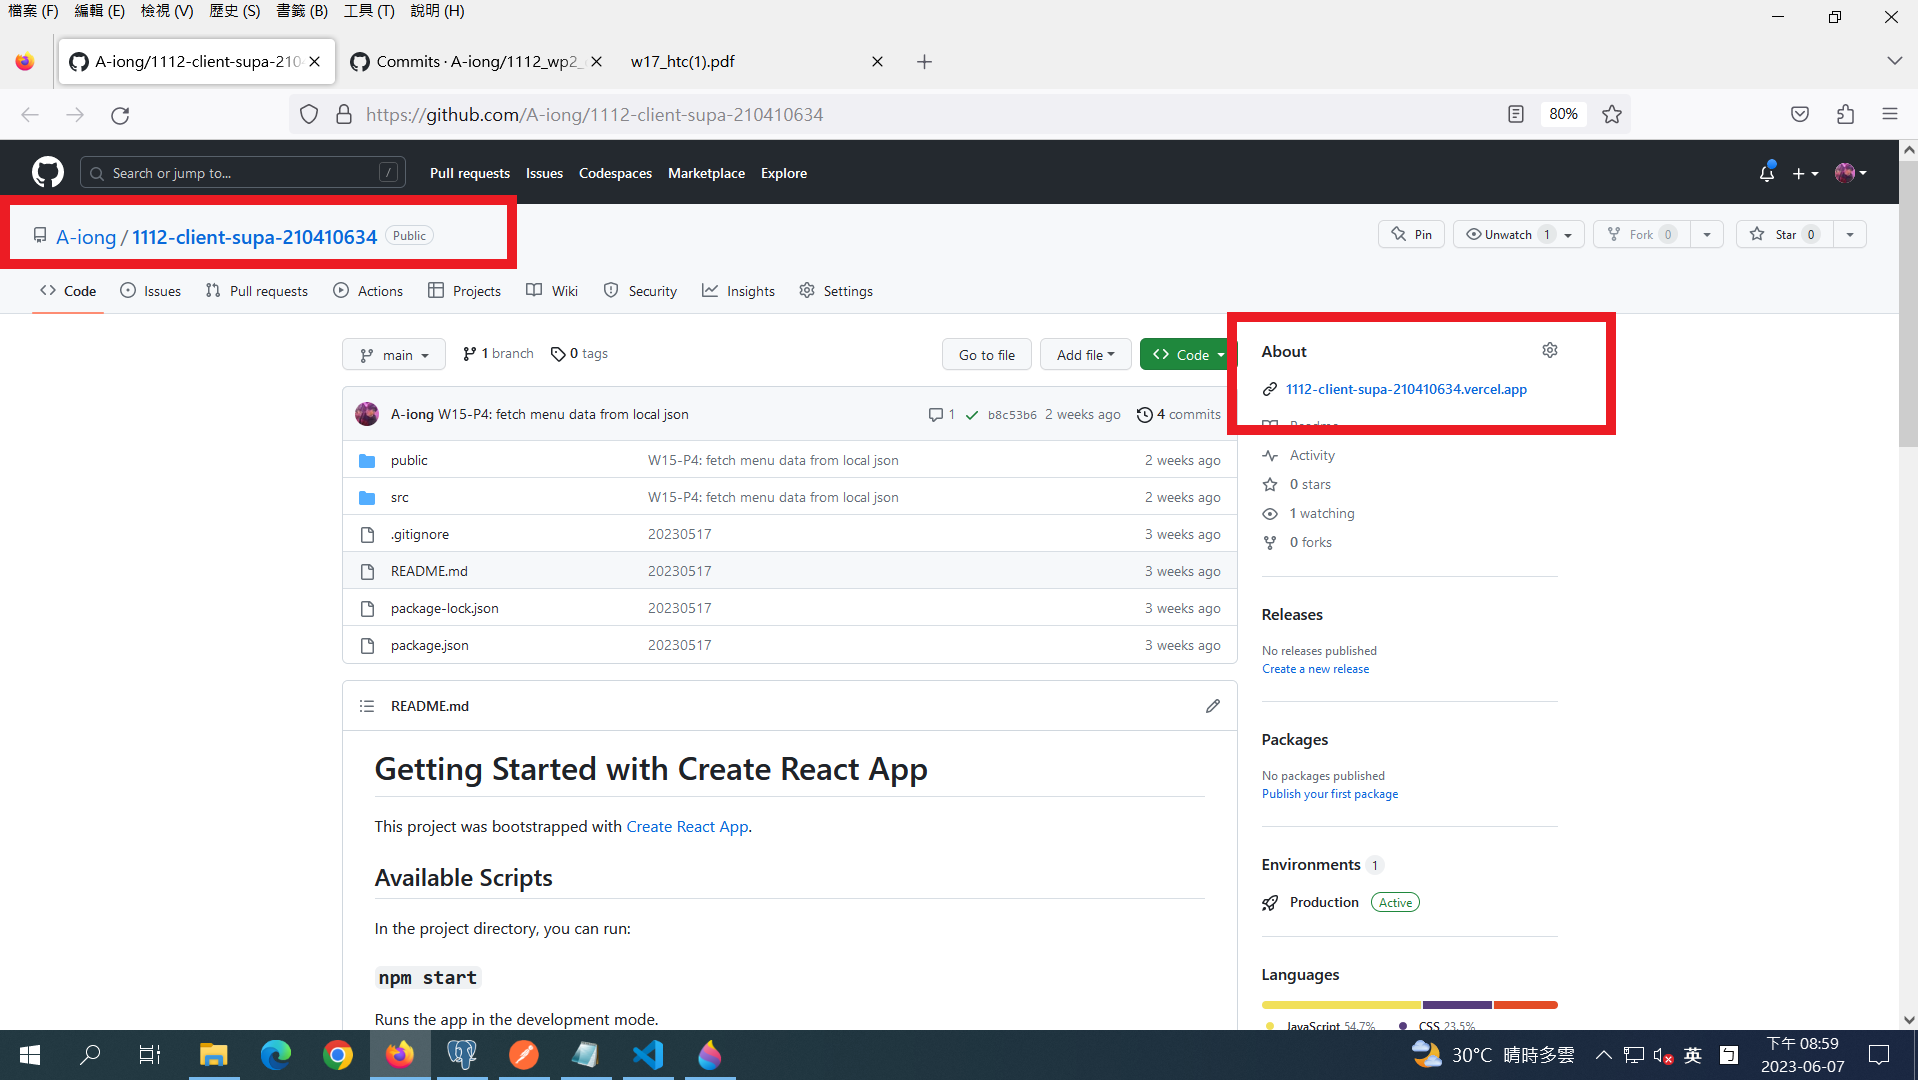 檔案 (F) 編輯 (E) 檢視 (V) 歷史 (S) 書籤 (B) 工具 (T) 說明 (H)
A-iong/1112-client-supa-2104 Commits · A-iong/1112_wp2_ w17_htc(1).pdf
https://github.com/A-iong/1112-client-supa-210410634 80%
Search or jump to... / Pull requests Issues Codespaces Marketplace Explore
A-iong / 1112-client-supa-210410634 Public
Pin Unwatch 1 Fork 0 Star 0
Code Issues Pull requests Actions Projects Wiki Security Insights Settings
main 1 branch 0 tags Go to file Add file Code
A-iong W15-P4: fetch menu data from local json 1 b8c53b6 2 weeks ago 4 commits
public W15-P4: fetch menu data from local json 2 weeks ago
src W15-P4: fetch menu data from local json 2 weeks ago
.gitignore 20230517 3 weeks ago
README.md 20230517 3 weeks ago
package-lock.json 20230517 3 weeks ago
package.json 20230517 3 weeks ago
README.md
Getting Started with Create React App
This project was bootstrapped with Create React App.
Available Scripts
In the project directory, you can run:
npm start
Runs the app in the development mode.
About
1112-client-supa-210410634.vercel.app
Readme
Activity
0 stars
1 watching
0 forks
Releases
No releases published
Create a new release
Packages
No packages published
Publish your first package
Environments 1
Production Active
Languages
JavaScript 54.7% CSS 23.5%
30°C 晴時多雲 英 下午 08:59
2023-06-07